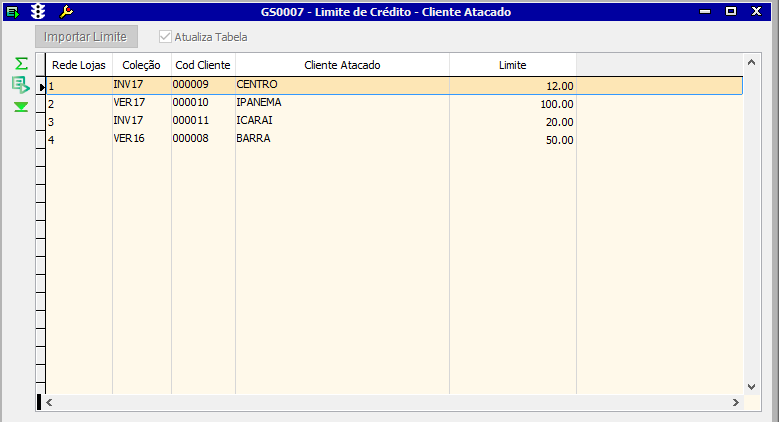 GS0007 - Limite de Crédito - Cliente Atacado
Importar Limite Atualiza Tabela
Rede Lojas Coleção Cod Cliente Cliente Atacado Limite
1 INV17 000009 CENTRO 12.00
2 VER17 000010 IPANEMA 100.00
3 INV17 000011 ICARAI 20.00
4 VER16 000008 BARRA 50.00